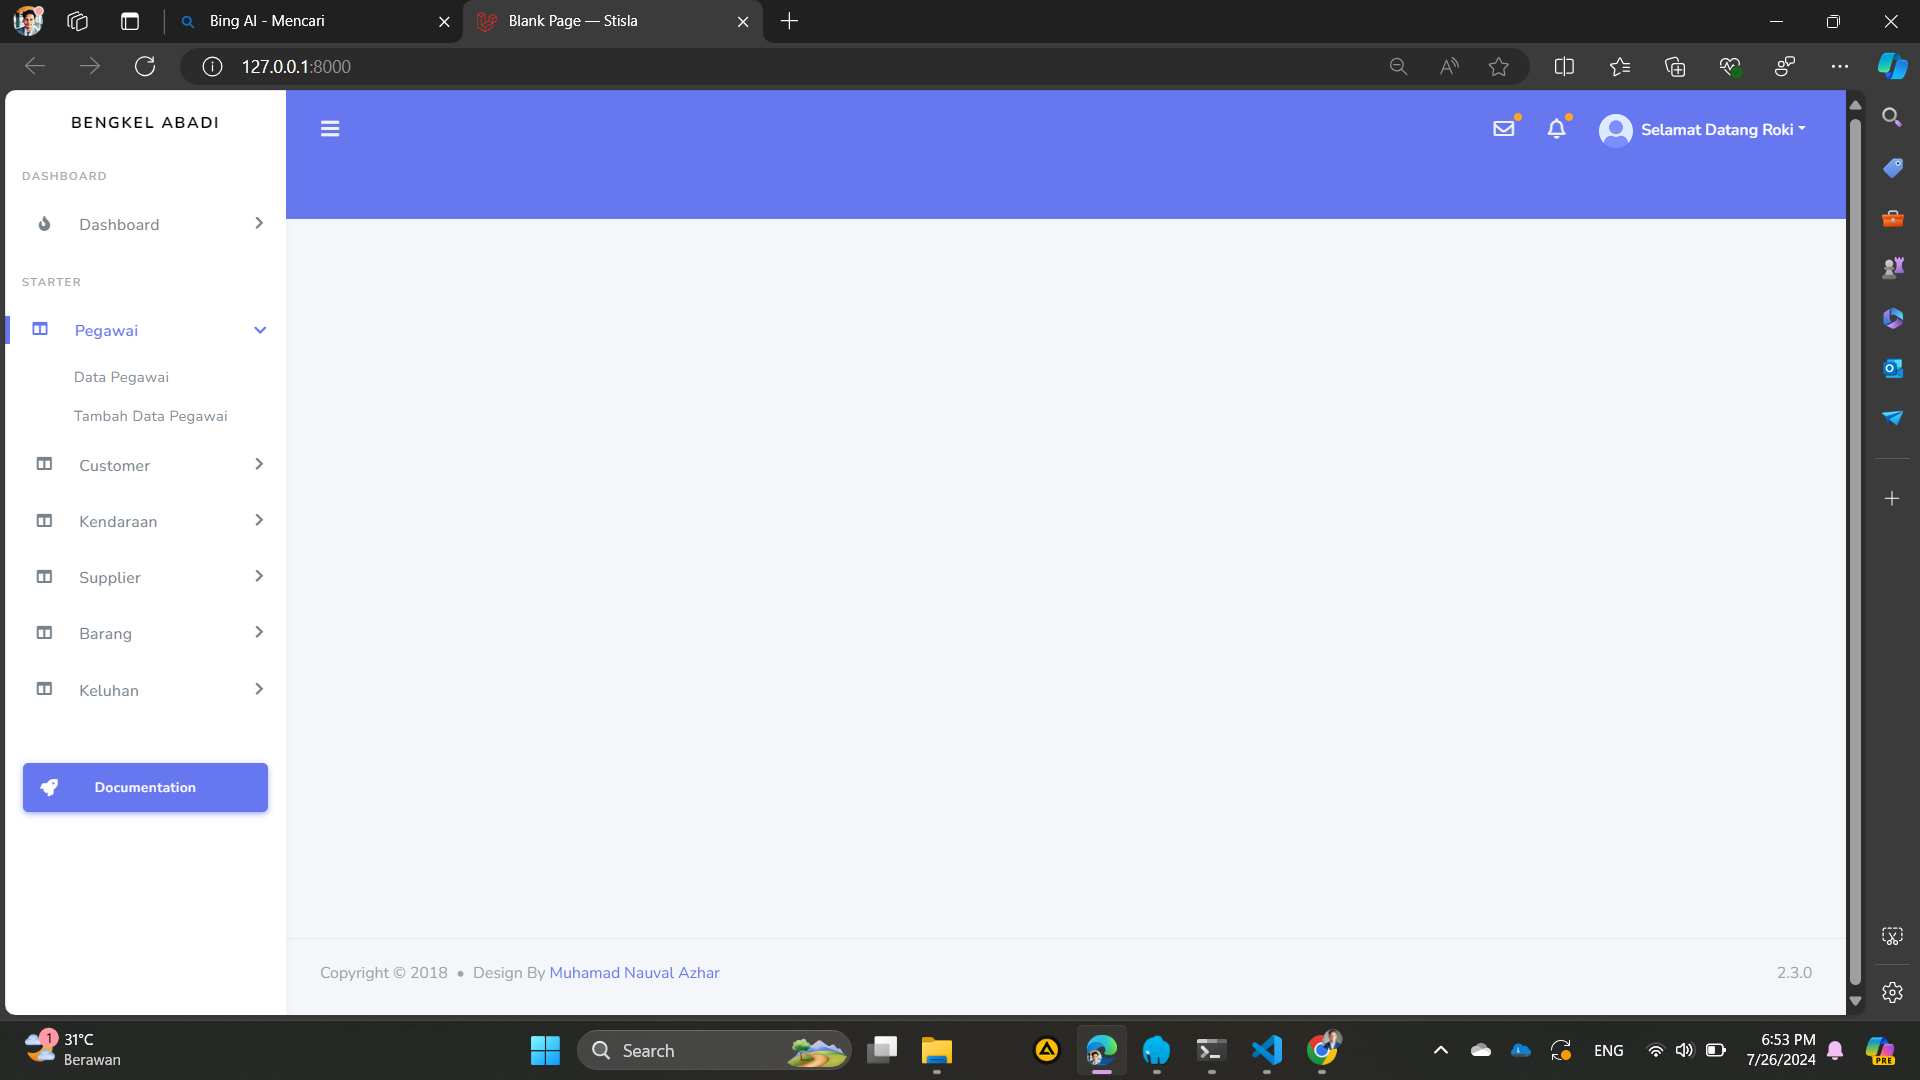 Bing AI - Mencari
Blank Page — Stisla
127.0.0.1:8000
BENGKEL ABADI
Selamat Datang Roki
DASHBOARD
Dashboard
STARTER
Pegawai
Data Pegawai
Tambah Data Pegawai
Customer
Kendaraan
Supplier
Barang
Keluhan
Documentation
Copyright © 2018 • Design By Muhamad Nauval Azhar
2.3.0
1
31°C
Berawan
Search
ENG
6:53 PM
7/26/2024
PRE